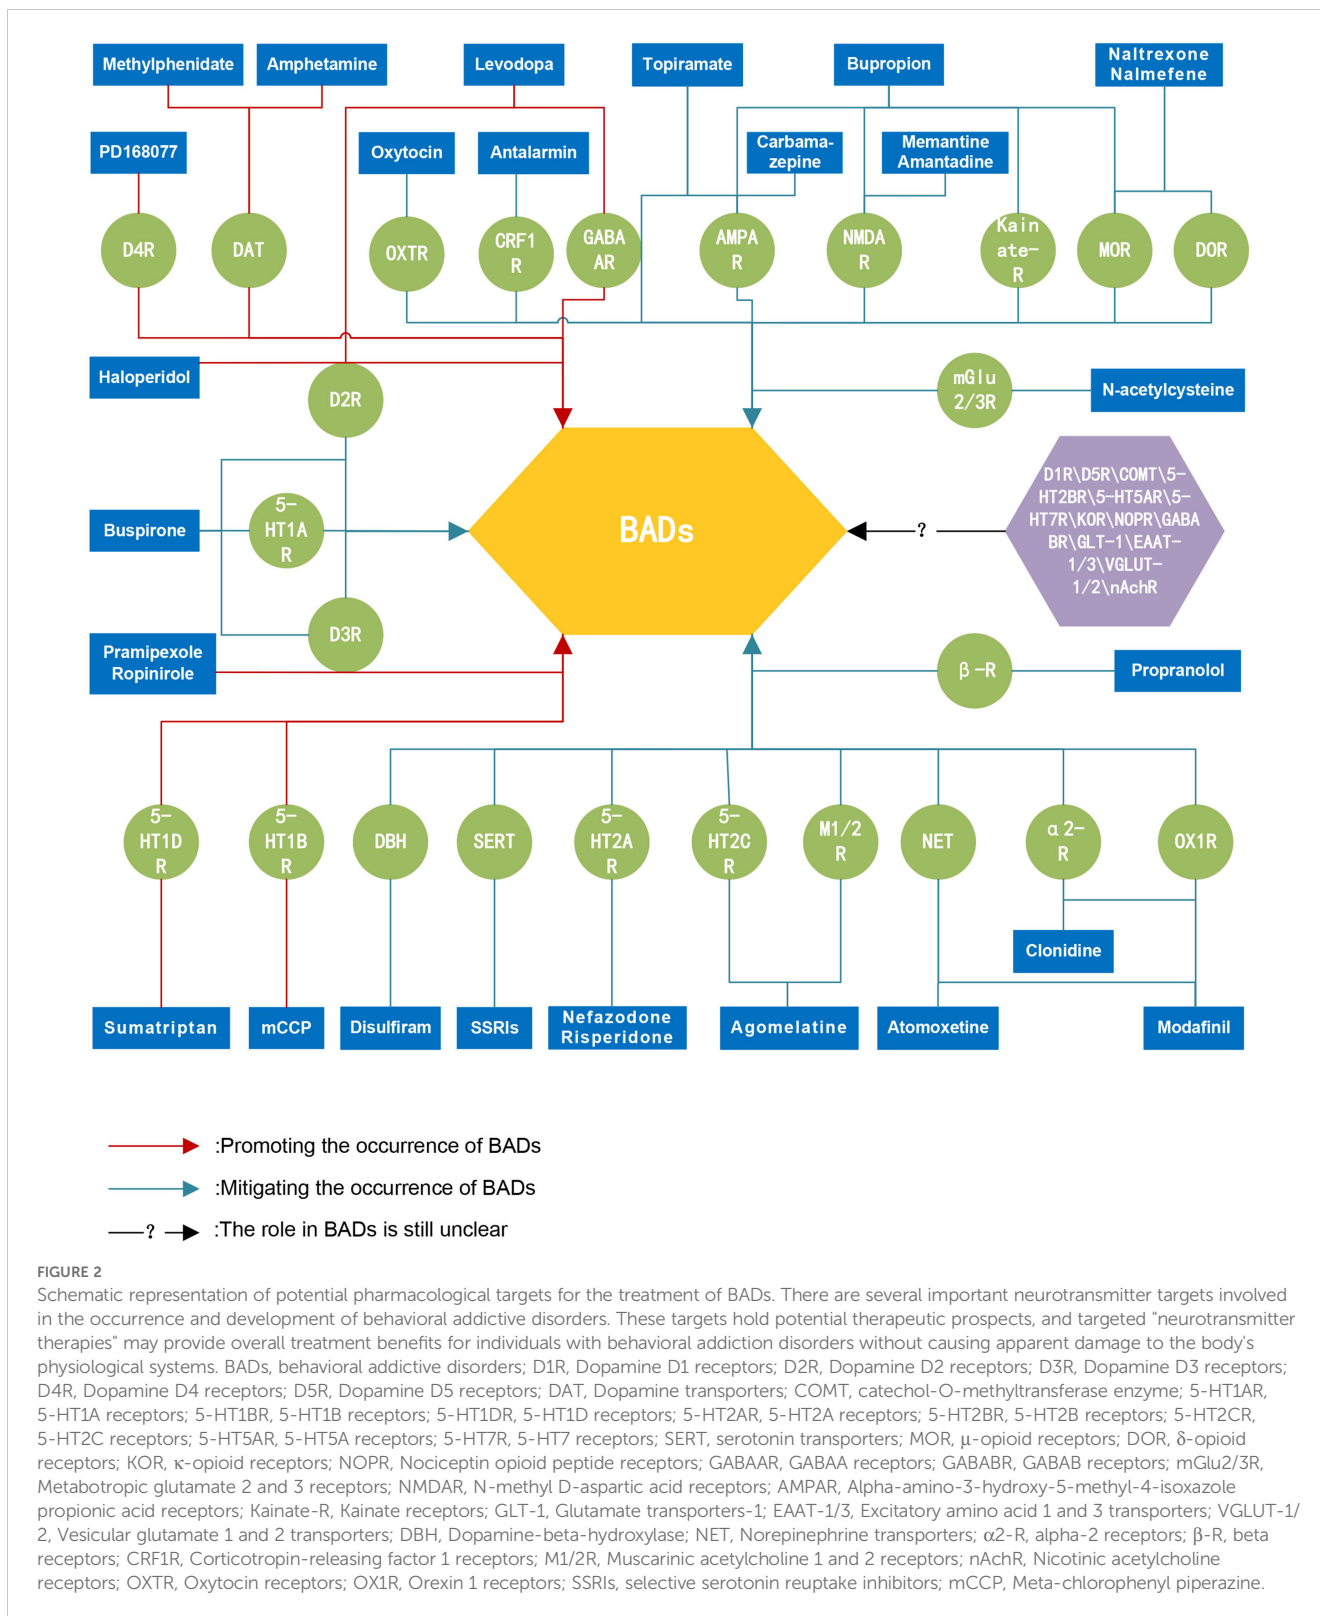 Methylphenidate
Amphetamine
Levodopa
Topiramate
Bupropion
Naltrexone
Nalmefene
PD168077
Oxytocin
Antalarmin
Carbama-
zepine
Memantine
Amantadine
D4R
DAT
OXTR
CRF1
R
GABA
AR
AMPA
R
NMDA
R
Kain
ate-
R
MOR
DOR
Haloperidol
D2R
mGlu
2/3R
N-acetylcysteine
Buspirone
5-
HT1A
R
BADs
?
D1R\D5R\COMT\5-
HT2BR\5-HT5AR\5-
HT7R\KOR\NOPR\GABA
BR\GLT-1\EAAT-
1/3\VGLUT-
1/2\nAchR
D3R
Pramipexole
Ropinirole
β-R
Propranolol
5-
HT1D
R
5-
HT1B
R
DBH
SERT
5-
HT2A
R
5-
HT2C
R
M1/2
R
NET
α2-
R
OX1R
Clonidine
Sumatriptan
mCCP
Disulfiram
SSRIs
Nefazodone
Risperidone
Agomelatine
Atomoxetine
Modafinil
:Promoting the occurrence of BADs
:Mitigating the occurrence of BADs
? :The role in BADs is still unclear
FIGURE 2
Schematic representation of potential pharmacological targets for the treatment of BADs. There are several important neurotransmitter targets involved
in the occurrence and development of behavioral addictive disorders. These targets hold potential therapeutic prospects, and targeted "neurotransmitter
therapies" may provide overall treatment benefits for individuals with behavioral addiction disorders without causing apparent damage to the body's
physiological systems. BADs, behavioral addictive disorders; D1R, Dopamine D1 receptors; D2R, Dopamine D2 receptors; D3R, Dopamine D3 receptors;
D4R, Dopamine D4 receptors; D5R, Dopamine D5 receptors; DAT, Dopamine transporters; COMT, catechol-O-methyltransferase enzyme; 5-HT1AR,
5-HT1A receptors; 5-HT1BR, 5-HT1B receptors; 5-HT1DR, 5-HT1D receptors; 5-HT2AR, 5-HT2A receptors; 5-HT2BR, 5-HT2B receptors; 5-HT2CR,
5-HT2C receptors; 5-HT5AR, 5-HT5A receptors; 5-HT7R, 5-HT7 receptors; SERT, serotonin transporters; MOR, μ-opioid receptors; DOR, δ-opioid
receptors; KOR, κ-opioid receptors; NOPR, Nociceptin opioid peptide receptors; GABAAR, GABAA receptors; GABABR, GABAB receptors; mGlu2/3R,
Metabotropic glutamate 2 and 3 receptors; NMDAR, N-methyl D-aspartic acid receptors; AMPAR, Alpha-amino-3-hydroxy-5-methyl-4-isoxazole
propionic acid receptors; Kainate-R, Kainate receptors; GLT-1, Glutamate transporters-1; EAAT-1/3, Excitatory amino acid 1 and 3 transporters; VGLUT-1/
2, Vesicular glutamate 1 and 2 transporters; DBH, Dopamine-beta-hydroxylase; NET, Norepinephrine transporters; α2-R, alpha-2 receptors; β-R, beta
receptors; CRF1R, Corticotropin-releasing factor 1 receptors; M1/2R, Muscarinic acetylcholine 1 and 2 receptors; nAchR, Nicotinic acetylcholine
receptors; OXTR, Oxytocin receptors; OX1R, Orexin 1 receptors; SSRIs, selective serotonin reuptake inhibitors; mCCP, Meta-chlorophenyl piperazine.